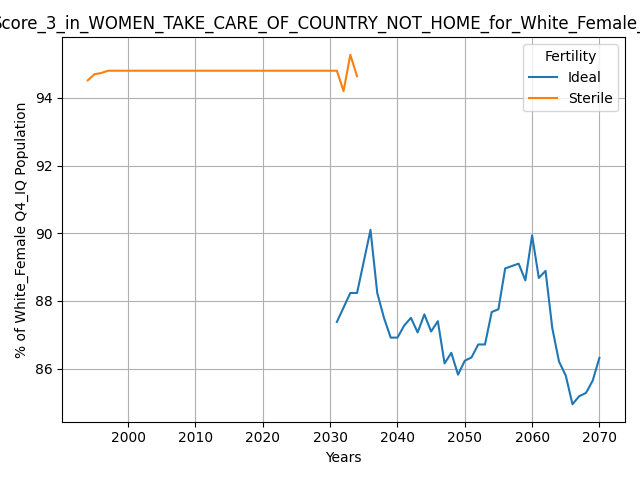 Score_3_in_WOMEN_TAKE_CARE_OF_COUNTRY_NOT_HOME_for_White_Female_
Fertility
Ideal
Sterile
% of White_Female Q4_IQ Population
94
92
90
88
86
2000 2010 2020 2030 2040 2050 2060 2070
Years